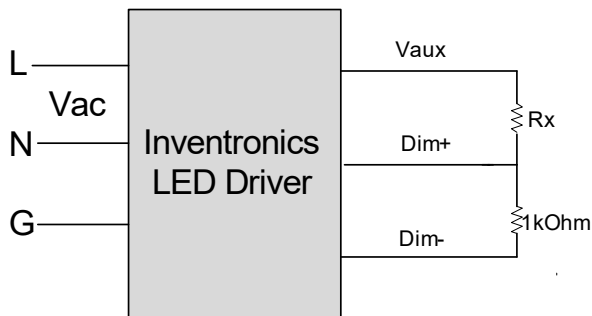 L
Vac
N
G
Inventronics
LED Driver
Vaux
Rx
Dim+
1kOhm
Dim-